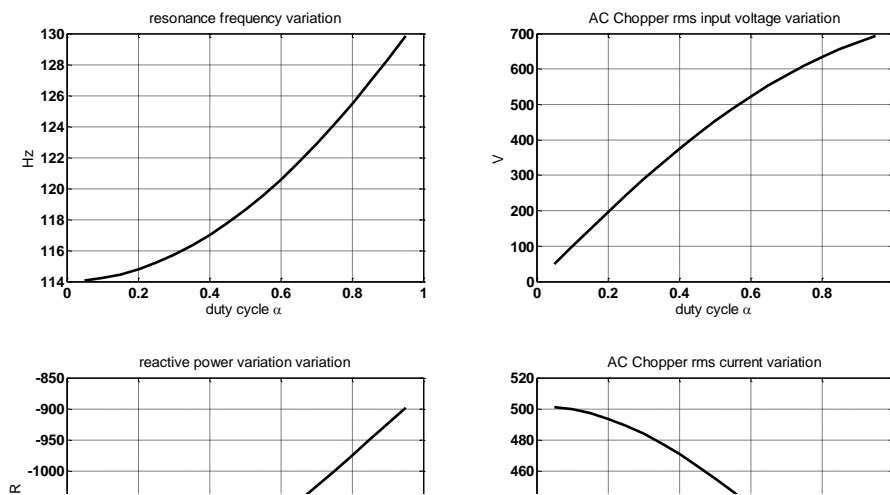 resonance frequency variation
130
128
126
124
122
120
118
116
114
Hz
0 0.2 0.4 0.6 0.8 1
duty cycle α
AC Chopper rms input voltage variation
700
600
500
400
300
200
100
0
V
0 0.2 0.4 0.6 0.8
duty cycle α
reactive power variation variation
-850
-900
-950
-1000
R
AC Chopper rms current variation
520
500
480
460